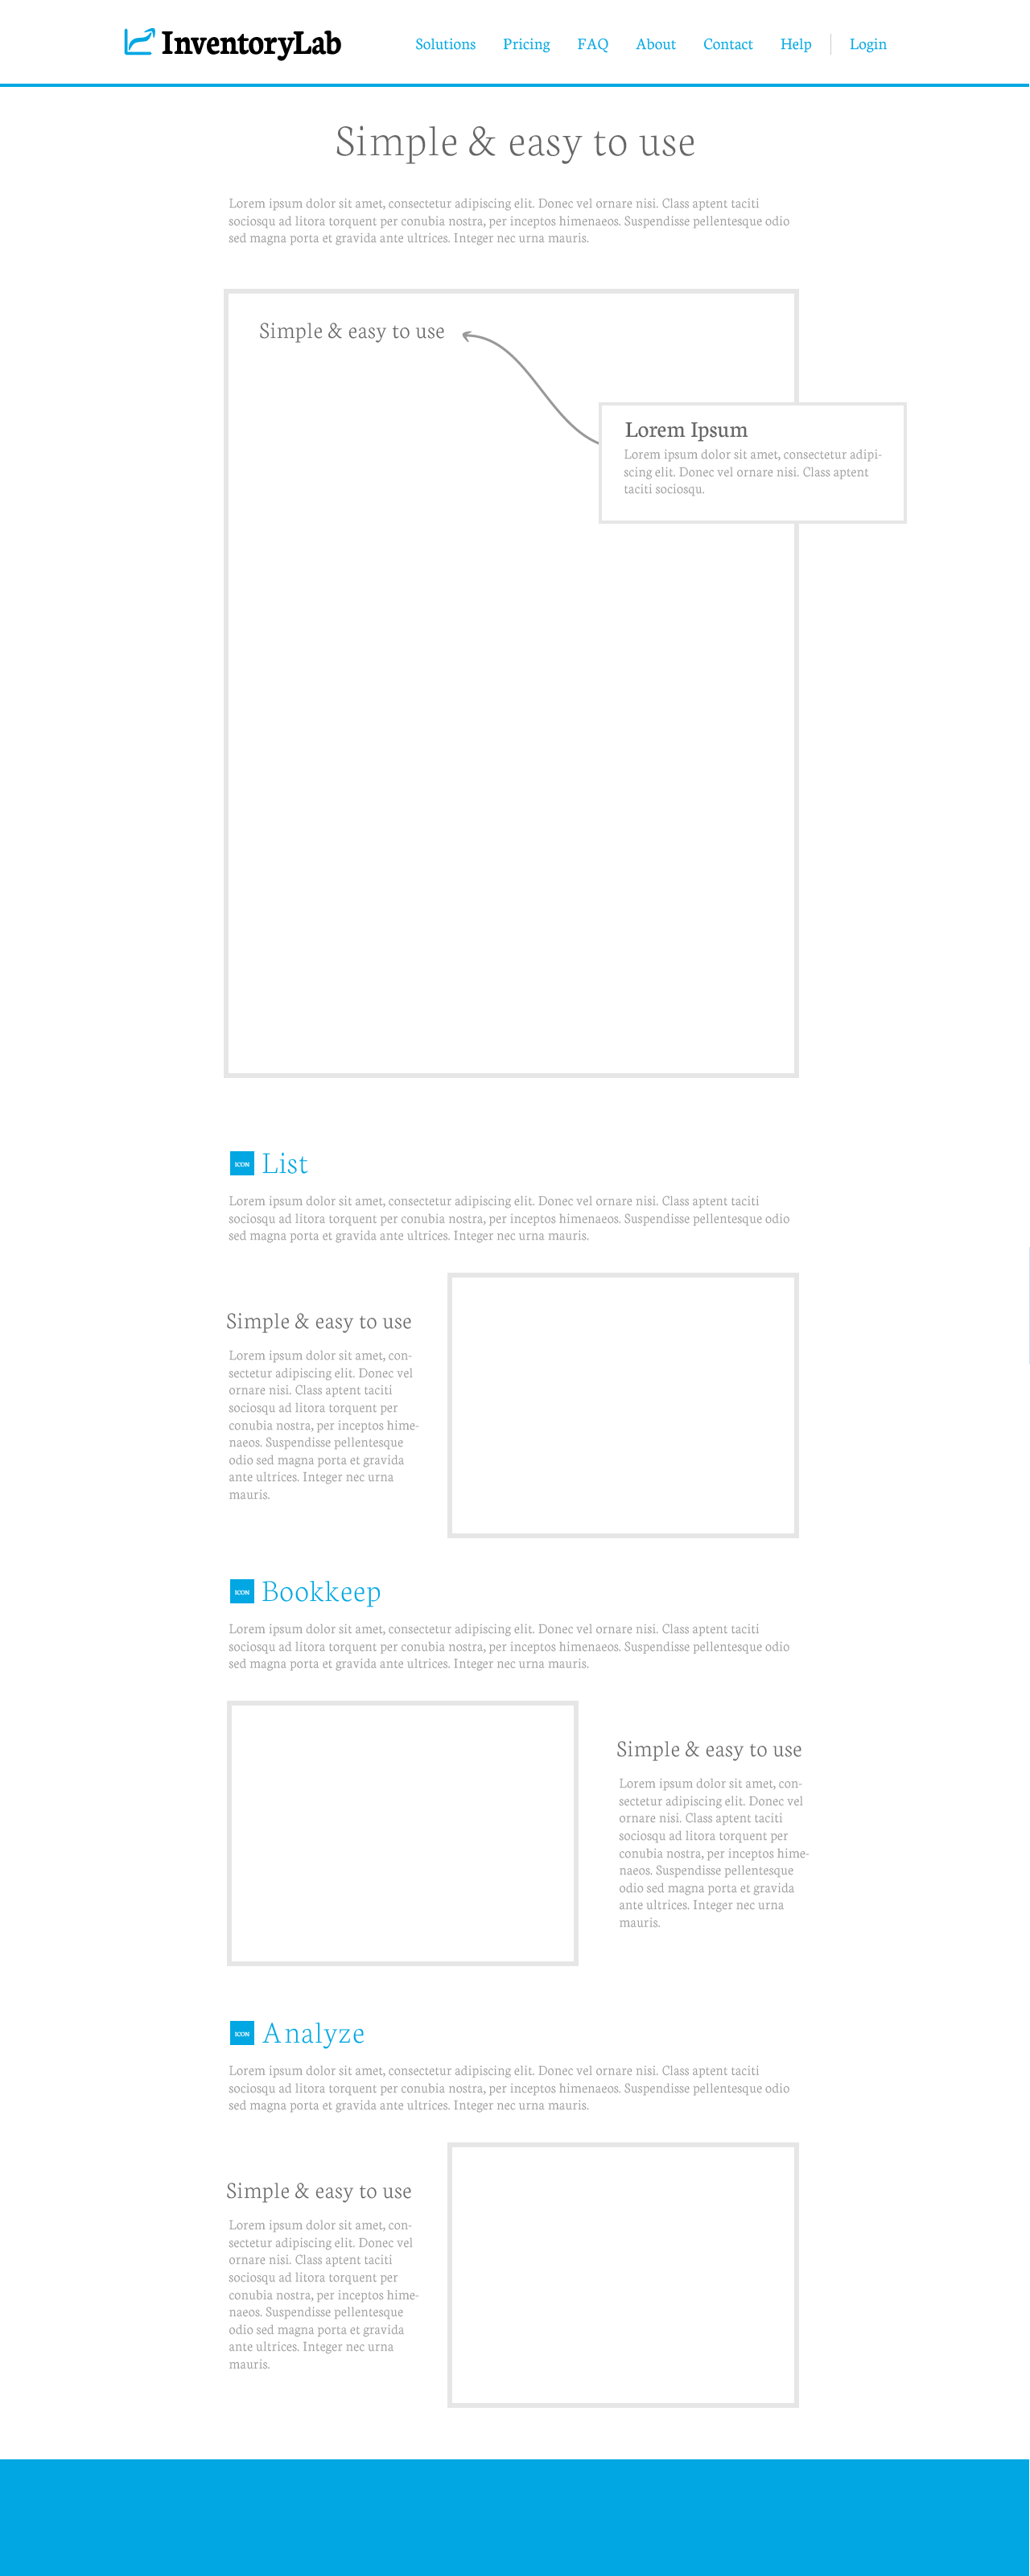 InventoryLab
Solutions Pricing FAQ About Contact Help Login
Simple & easy to use
Lorem ipsum dolor sit amet, consectetur adipiscing elit. Donec vel ornare nisi. Class aptent taciti
sociosqu ad litora torquent per conubia nostra, per inceptos himenaeos. Suspendisse pellentesque odio
sed magna porta et gravida ante ultrices. Integer nec urna mauris.
Simple & easy to use
Lorem Ipsum
Lorem ipsum dolor sit amet, consectetur adipi-
scing elit. Donec vel ornare nisi. Class aptent
taciti sociosqu.
ICON List
Lorem ipsum dolor sit amet, consectetur adipiscing elit. Donec vel ornare nisi. Class aptent taciti
sociosqu ad litora torquent per conubia nostra, per inceptos himenaeos. Suspendisse pellentesque odio
sed magna porta et gravida ante ultrices. Integer nec urna mauris.
Simple & easy to use
Lorem ipsum dolor sit amet, con-
sectetur adipiscing elit. Donec vel
ornare nisi. Class aptent taciti
sociosqu ad litora torquent per
conubia nostra, per inceptos hime-
naeos. Suspendisse pellentesque
odio sed magna porta et gravida
ante ultrices. Integer nec urna
mauris.
ICON Bookkeep
Lorem ipsum dolor sit amet, consectetur adipiscing elit. Donec vel ornare nisi. Class aptent taciti
sociosqu ad litora torquent per conubia nostra, per inceptos himenaeos. Suspendisse pellentesque odio
sed magna porta et gravida ante ultrices. Integer nec urna mauris.
Simple & easy to use
Lorem ipsum dolor sit amet, con-
sectetur adipiscing elit. Donec vel
ornare nisi. Class aptent taciti
sociosqu ad litora torquent per
conubia nostra, per inceptos hime-
naeos. Suspendisse pellentesque
odio sed magna porta et gravida
ante ultrices. Integer nec urna
mauris.
ICON Analyze
Lorem ipsum dolor sit amet, consectetur adipiscing elit. Donec vel ornare nisi. Class aptent taciti
sociosqu ad litora torquent per conubia nostra, per inceptos himenaeos. Suspendisse pellentesque odio
sed magna porta et gravida ante ultrices. Integer nec urna mauris.
Simple & easy to use
Lorem ipsum dolor sit amet, con-
sectetur adipiscing elit. Donec vel
ornare nisi. Class aptent taciti
sociosqu ad litora torquent per
conubia nostra, per inceptos hime-
naeos. Suspendisse pellentesque
odio sed magna porta et gravida
ante ultrices. Integer nec urna
mauris.